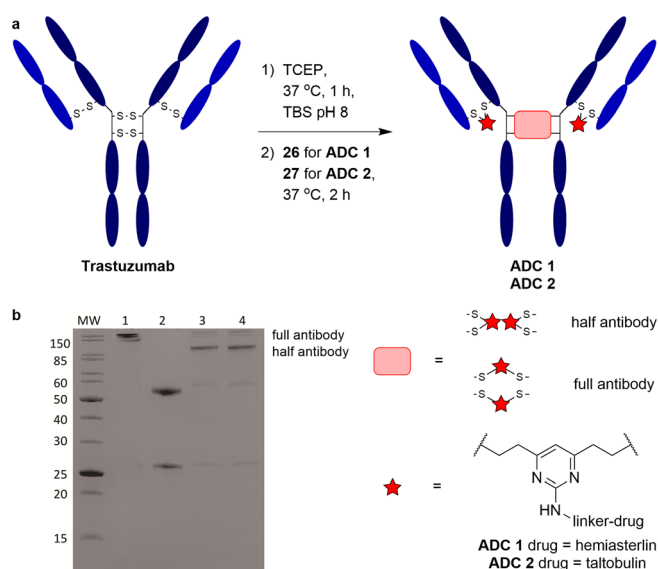 a
1) TCEP,
37 ºC, 1 h,
TBS pH 8
2) 26 for ADC 1
27 for ADC 2,
37 ºC, 2 h
S S
S-S
S-S
S-S
S S
S S
S S
Trastuzumab
ADC 1
ADC 2
b
MW 1 2 3 4
150
85
60
50
40
30
25
20
15
full antibody
half antibody
=
-S S-
-S S-
half antibody
-S S-
-S S-
full antibody
=
N N
HN
linker-drug
ADC 1 drug = hemiasterlin
ADC 2 drug = taltobulin